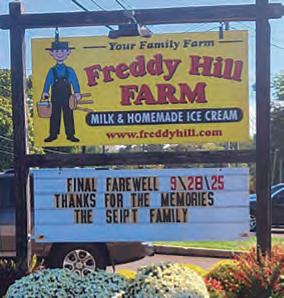 Your Family Farm
Freddy Hill
FARM
MILK & HOMEMADE ICE CREAM
www.freddyhill.com
FINAL FAREWELL 9\28\25
THANKS FOR THE MEMORIES
THE SEIPT FAMILY